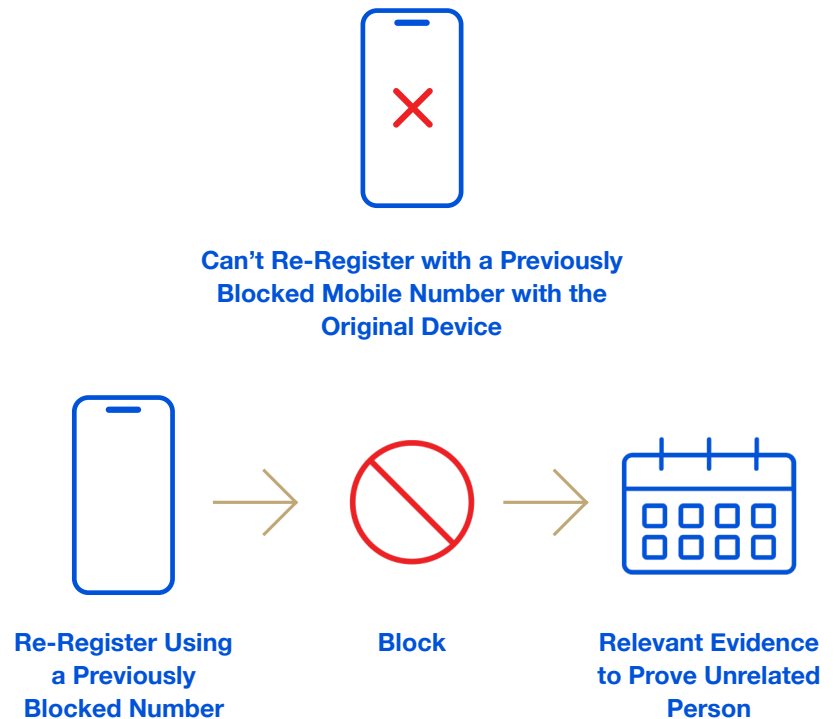 Can’t Re-Register with a Previously
Blocked Mobile Number with the
Original Device
Re-Register Using
a Previously
Blocked Number
Block
Relevant Evidence
to Prove Unrelated
Person